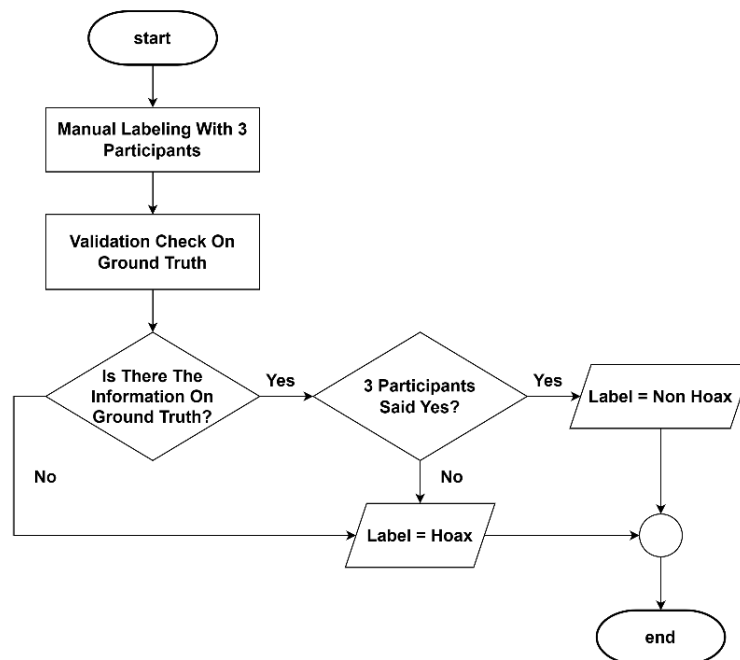 start
Manual Labeling With 3
Participants
Validation Check On
Ground Truth
Is There The
Information On
Ground Truth?
Yes
3 Participants
Said Yes?
Yes
Label = Non Hoax
No
No
Label = Hoax
end